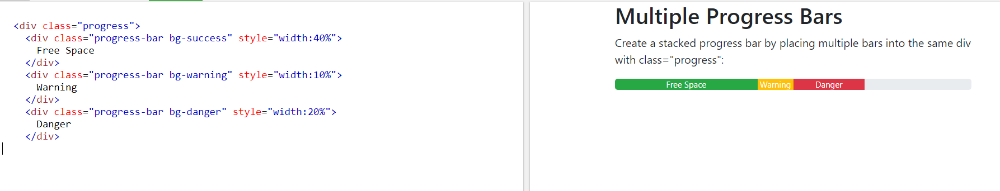 <div class="progress">
<div class="progress-bar bg-success" style="width:40%">
Free Space
</div>
<div class="progress-bar bg-warning" style="width:10%">
Warning
</div>
<div class="progress-bar bg-danger" style="width:20%">
Danger
</div>
Multiple Progress Bars
Create a stacked progress bar by placing multiple bars into the same div
with class="progress":
Free Space Warning Danger